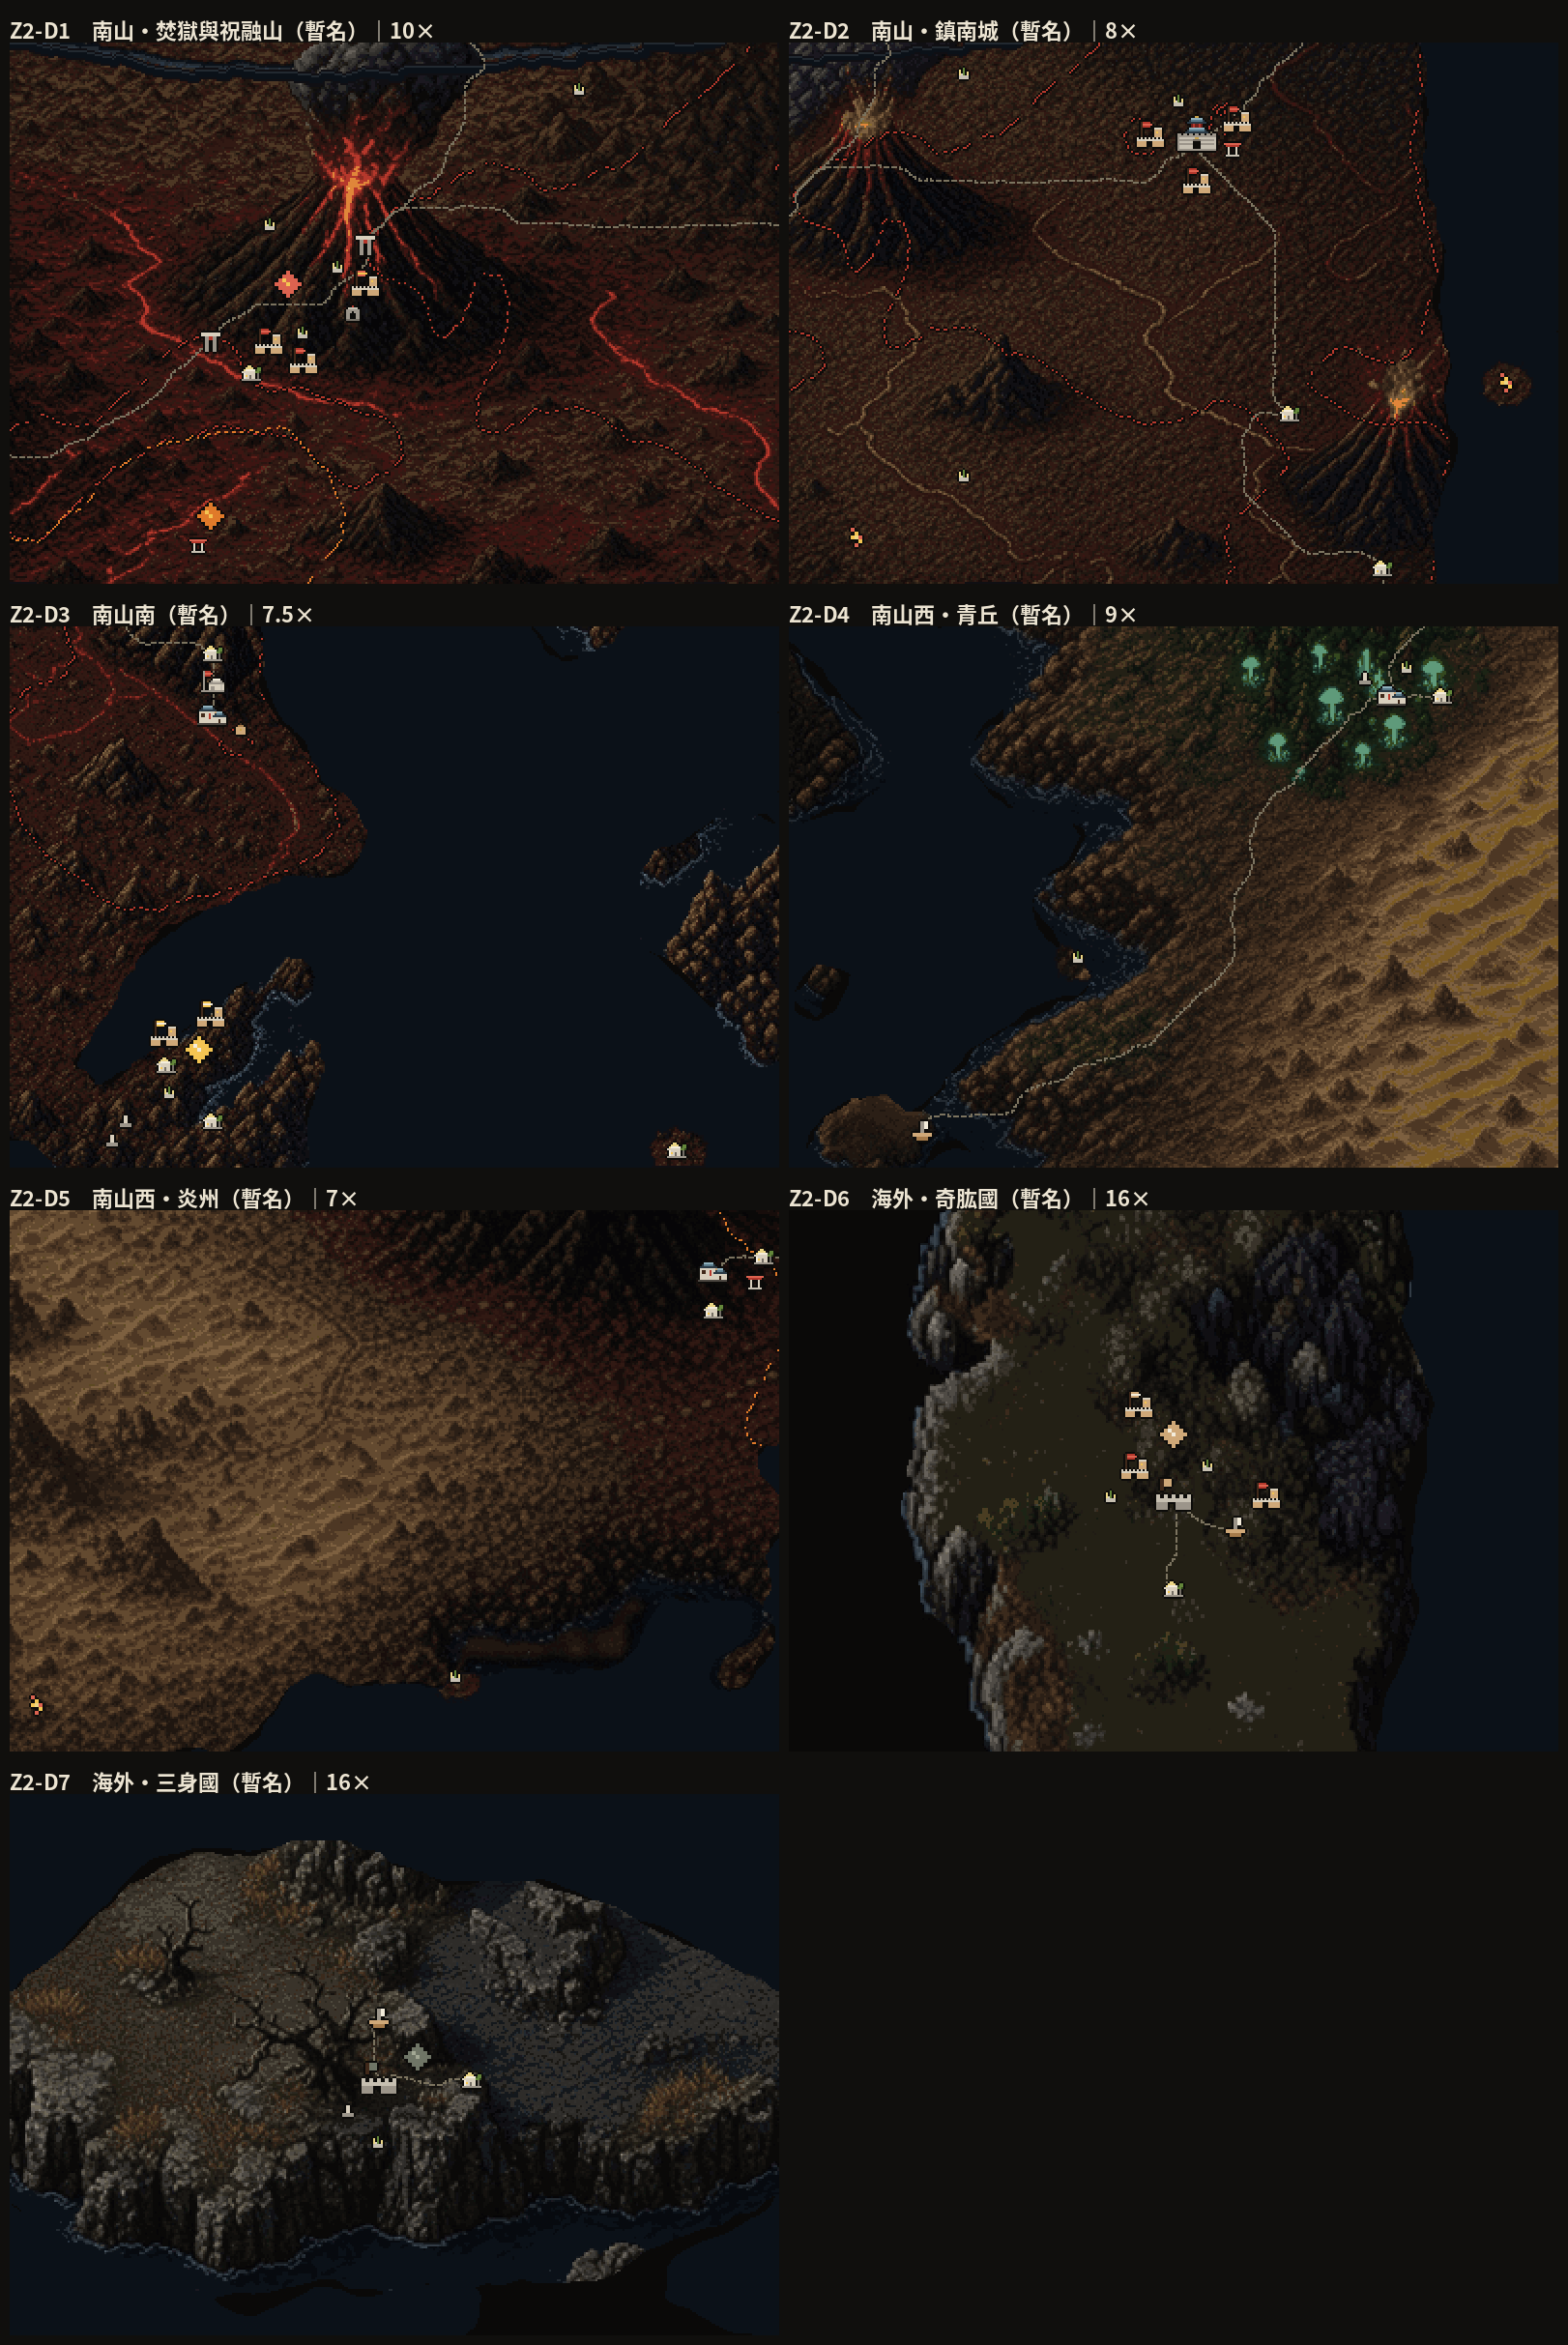 Z2-D1 南山・焚獄與祝融山（暫名）｜10×
Z2-D2 南山・鎮南城（暫名）｜8×
Z2-D3 南山南（暫名）｜7.5×
Z2-D4 南山西・青丘（暫名）｜9×
Z2-D5 南山西・炎州（暫名）｜7×
Z2-D6 海外・奇肱國（暫名）｜16×
Z2-D7 海外・三身國（暫名）｜16×